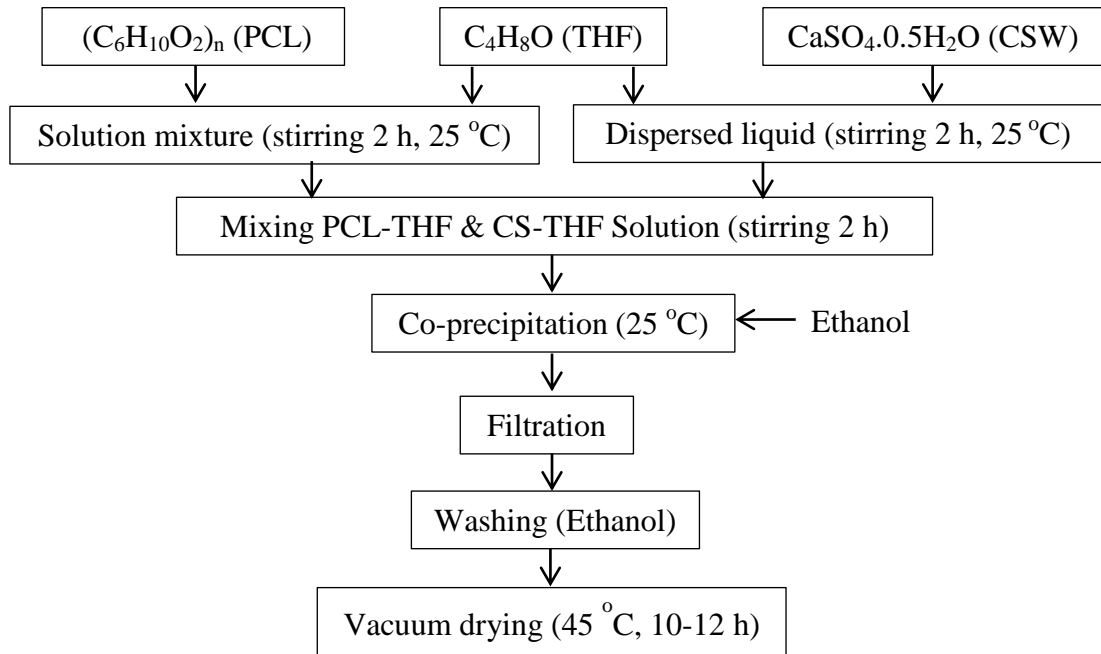 (C₆H₁₀O₂)ₙ (PCL)
C₄H₈O (THF)
CaSO₄.0.5H₂O (CSW)
Solution mixture (stirring 2 h, 25 °C)
Dispersed liquid (stirring 2 h, 25 °C)
Mixing PCL-THF & CS-THF Solution (stirring 2 h)
Co-precipitation (25 °C)
Ethanol
Filtration
Washing (Ethanol)
Vacuum drying (45 °C, 10-12 h)